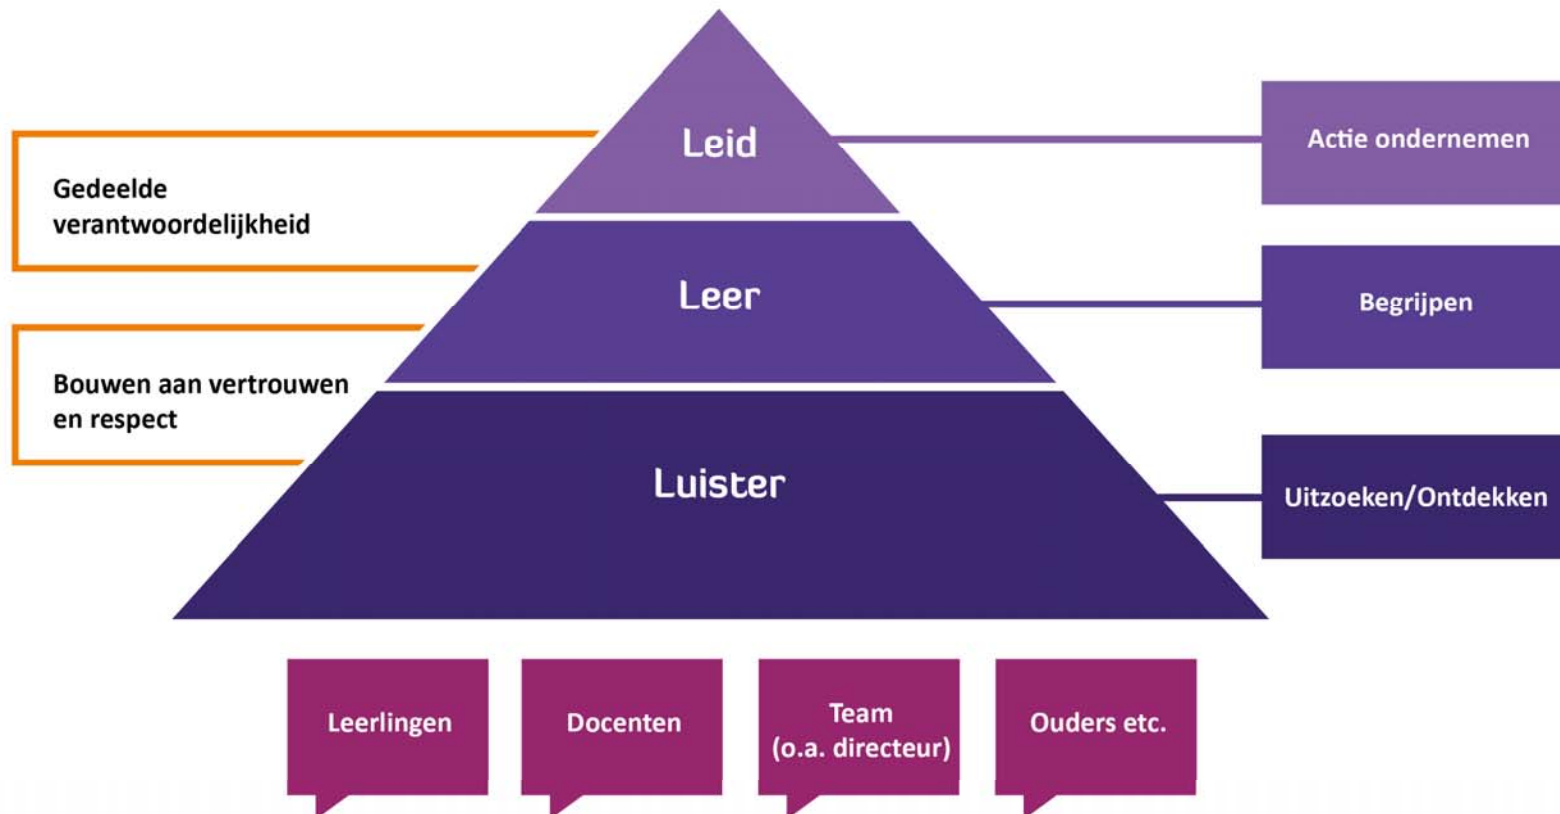 Leid
Actie ondernemen
Gedeelde
verantwoordelijkheid
Leer
Begrijpen
Bouwen aan vertrouwen
en respect
Luister
Uitzoeken/Ontdekken
Leerlingen
Docenten
Team
(o.a. directeur)
Ouders etc.